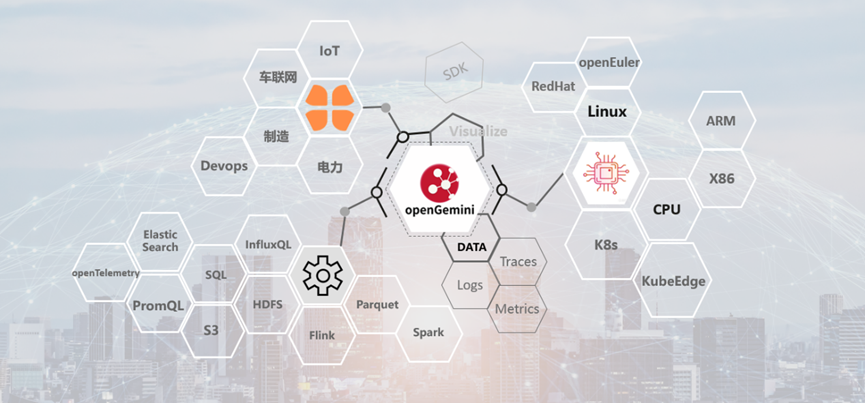 IoT
车联网
制造
Devops
电力
SDK
Visualize
openEuler
RedHat
Linux
ARM
X86
CPU
K8s
KubeEdge
openGemini
DATA
Traces
Logs
Metrics
Elastic
Search
openTelemetry
InfluxQL
SQL
PromQL
HDFS
S3
Parquet
Flink
Spark